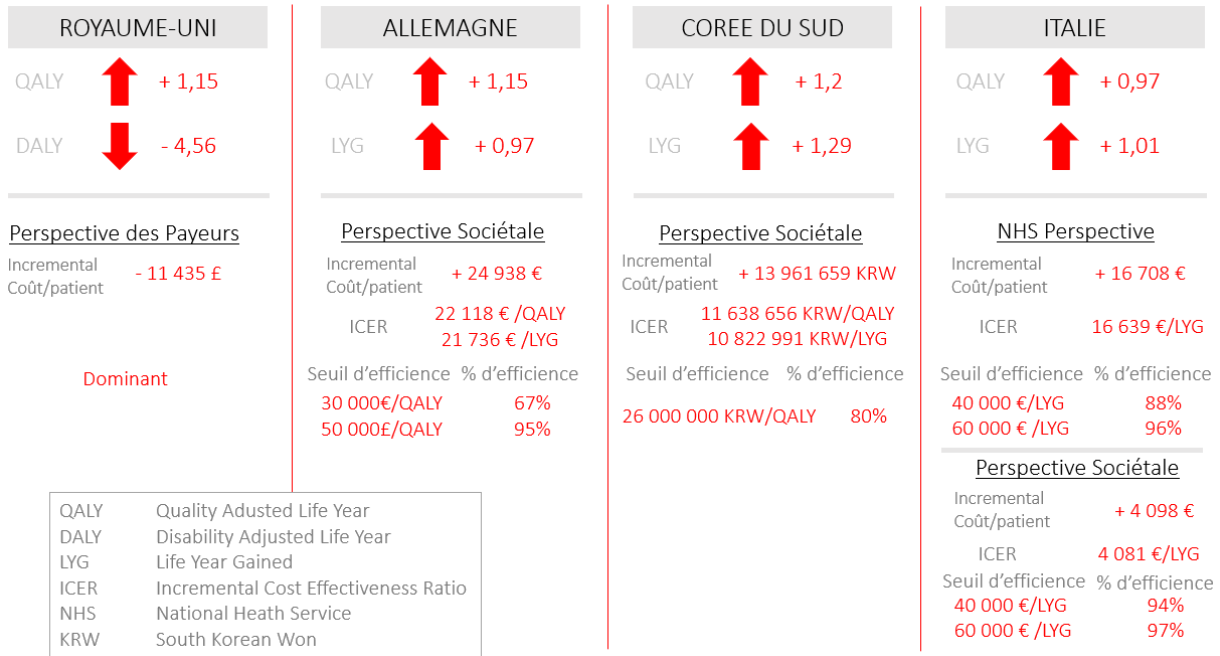 ROYAUME-UNI
QALY + 1,15
DALY - 4,56
Perspective des Payeurs
Incremental
Coût/patient
- 11 435 £
Dominant
ALLEMAGNE
QALY + 1,15
LYG + 0,97
Perspective Sociétale
Incremental
Coût/patient
+ 24 938 €
ICER
22 118 € /QALY
21 736 € /LYG
Seuil d'efficience % d'efficience
30 000€/QALY 67%
50 000£/QALY 95%
COREE DU SUD
QALY + 1,2
LYG + 1,29
Perspective Sociétale
Incremental
Coût/patient
+ 13 961 659 KRW
ICER
11 638 656 KRW/QALY
10 822 991 KRW/LYG
Seuil d'efficience % d'efficience
26 000 000 KRW/QALY 80%
ITALIE
QALY + 0,97
LYG + 1,01
NHS Perspective
Incremental
Coût/patient
+ 16 708 €
ICER 16 639 €/LYG
Seuil d'efficience % d'efficience
40 000 €/LYG 88%
60 000 € /LYG 96%
Perspective Sociétale
Incremental
Coût/patient
+ 4 098 €
ICER 4 081 €/LYG
Seuil d'efficience % d'efficience
40 000 €/LYG 94%
60 000 € /LYG 97%
QALY Quality Adusted Life Year
DALY Disability Adjusted Life Year
LYG Life Year Gained
ICER Incremental Cost Effectiveness Ratio
NHS National Heath Service
KRW South Korean Won